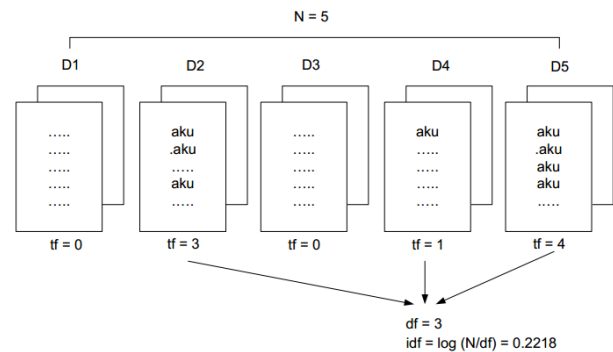 N = 5
D1 D2 D3 D4 D5
..... aku ..... aku aku
..... .aku ..... ..... .aku
..... ..... ..... ..... aku
..... aku ..... ..... aku
..... ..... ..... ..... .....
tf = 0 tf = 3 tf = 0 tf = 1 tf = 4
df = 3
idf = log (N/df) = 0.2218